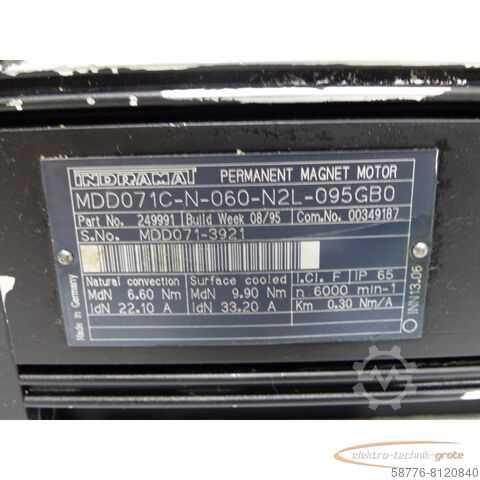 INDRAMAT PERMANENT MAGNET MOTOR
MDD071C-N-060-N2L-095GB0
Part No. 249991 Build Week 08/95 Com.No. 00349187
S.No. MDD071-3921
Natural convection Surface cooled I.Cl. F IP 65
MdN 6.60 Nm MdN 9.90 Nm n 6000 min-1
IdN 22.10 A IdN 33.20 A Km 0.30 Nm/A
Made in Germany
INN 13.06
elektro-technik-grote
58776-8120840